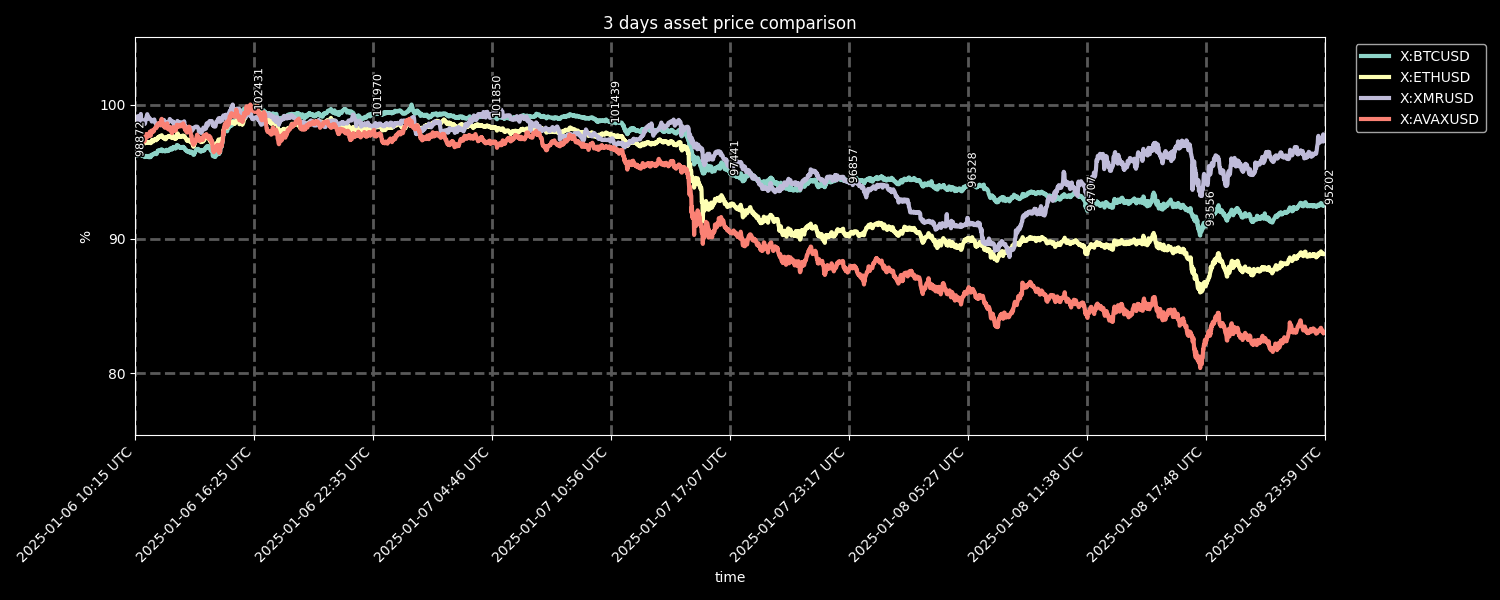 3 days asset price comparison
X:BTCUSD
X:ETHUSD
X:XMRUSD
X:AVAXUSD
100
90
80
%
98872
102431
101970
101850
101439
97441
96857
96528
94707
93556
95202
2025-01-06 10:15 UTC
2025-01-06 16:25 UTC
2025-01-06 22:35 UTC
2025-01-07 04:46 UTC
2025-01-07 10:56 UTC
2025-01-07 17:07 UTC
2025-01-07 23:17 UTC
2025-01-08 05:27 UTC
2025-01-08 11:38 UTC
2025-01-08 17:48 UTC
2025-01-08 23:59 UTC
time